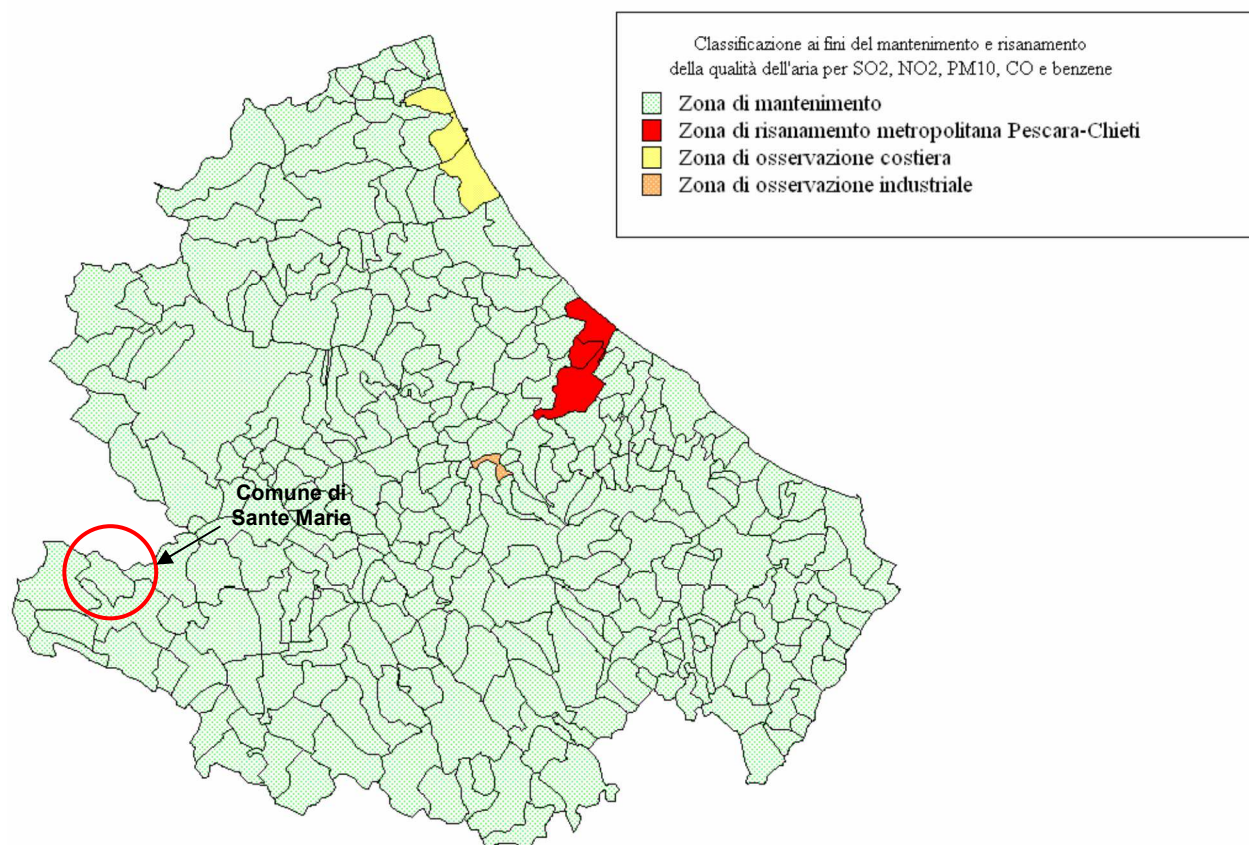 Classificazione ai fini del mantenimento e risanamento
della qualità dell'aria per SO2, NO2, PM10, CO e benzene
Zona di mantenimento
Zona di risanamemto metropolitana Pescara-Chieti
Zona di osservazione costiera
Zona di osservazione industriale
Comune di
Sante Marie